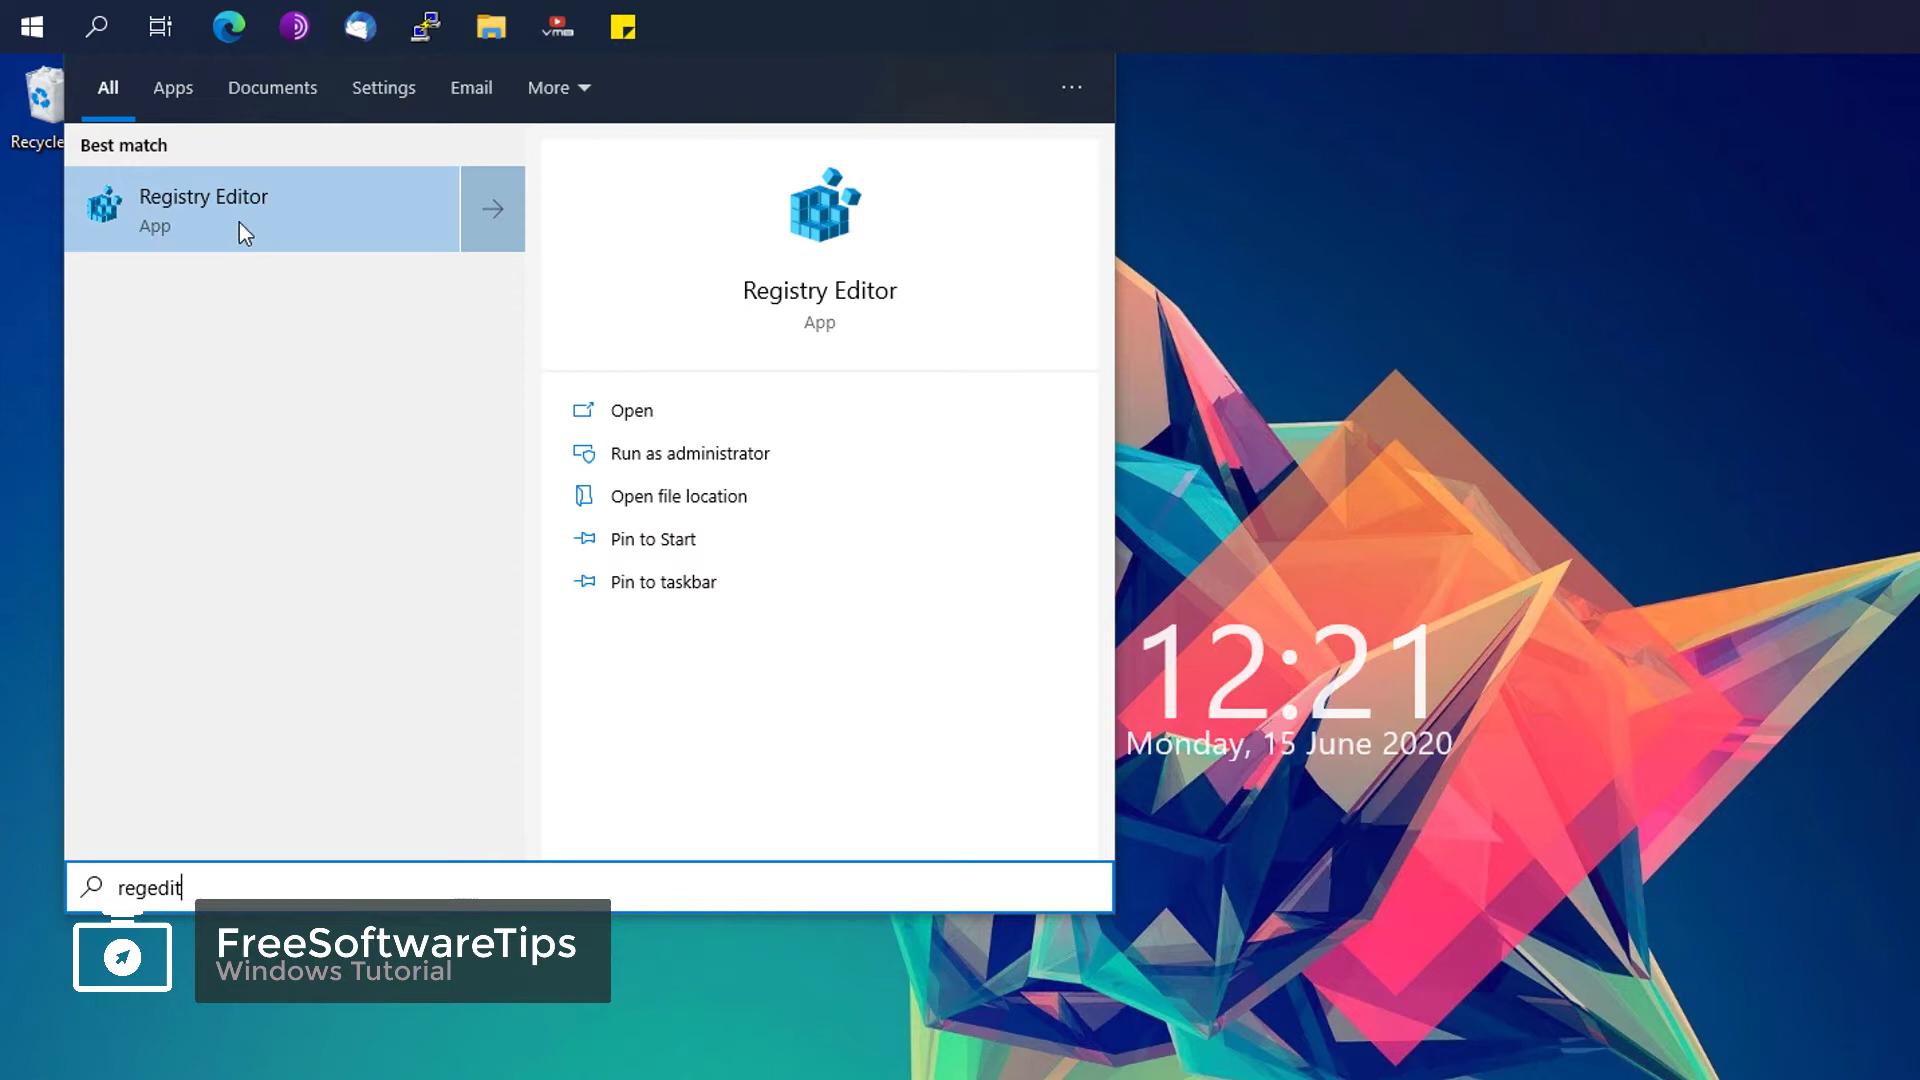 Recycle
All
Apps
Documents
Settings
Email
More
Best match
Registry Editor
App
Registry Editor
App
Open
Run as administrator
Open file location
Pin to Start
Pin to taskbar
12:21
Monday, 15 June 2020
regedit
FreeSoftwareTips
Windows Tutorial